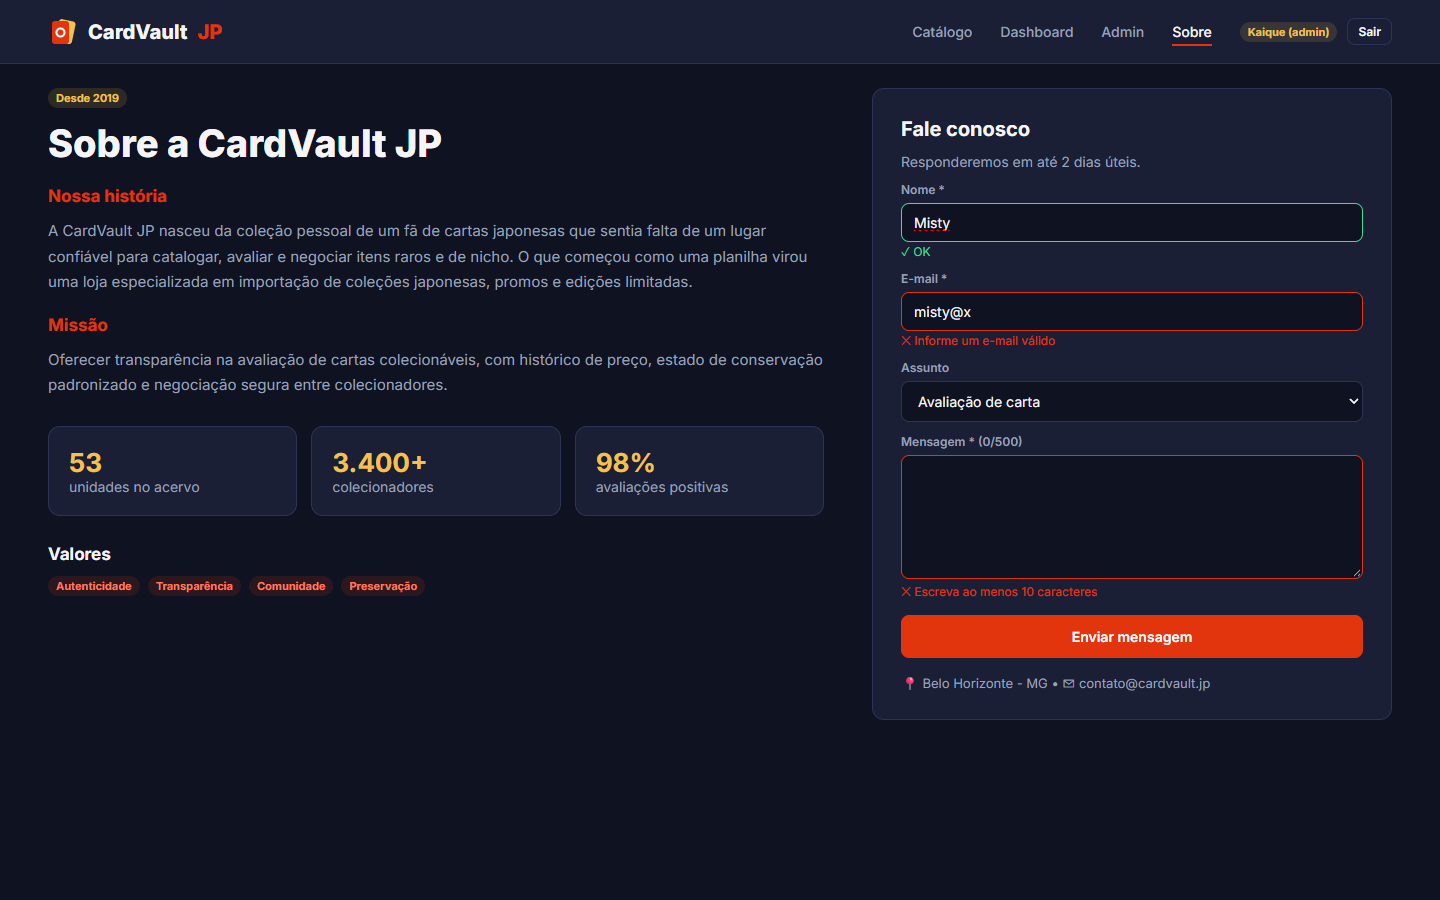 CardVault JP
Catálogo
Dashboard
Admin
Sobre
Kaique (admin)
Sair
Desde 2019
Sobre a CardVault JP
Nossa história
A CardVault JP nasceu da coleção pessoal de um fã de cartas japonesas que sentia falta de um lugar
confiável para catalogar, avaliar e negociar itens raros e de nicho. O que começou como uma planilha virou
uma loja especializada em importação de coleções japonesas, promos e edições limitadas.
Missão
Oferecer transparência na avaliação de cartas colecionáveis, com histórico de preço, estado de conservação
padronizado e negociação segura entre colecionadores.
53
unidades no acervo
3.400+
colecionadores
98%
avaliações positivas
Valores
Autenticidade
Transparência
Comunidade
Preservação
Fale conosco
Responderemos em até 2 dias úteis.
Nome *
Misty
✓ OK
E-mail *
misty@x
✕ Informe um e-mail válido
Assunto
Avaliação de carta
Mensagem * (0/500)
✕ Escreva ao menos 10 caracteres
Enviar mensagem
📍 Belo Horizonte - MG • ✉ contato@cardvault.jp